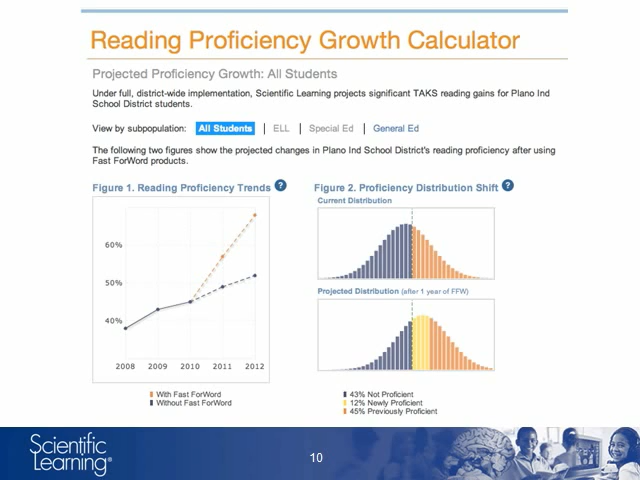 Reading Proficiency Growth Calculator
Projected Proficiency Growth: All Students
Under full, district-wide implementation, Scientific Learning projects significant TAKS reading gains for Plano Ind
School District students.
View by subpopulation: All Students | ELL | Special Ed | General Ed
The following two figures show the projected changes in Plano Ind School District's reading proficiency after using
Fast ForWord products.
Figure 1. Reading Proficiency Trends ?
60%
50%
40%
2008 2009 2010 2011 2012
With Fast ForWord
Without Fast ForWord
Figure 2. Proficiency Distribution Shift ?
Current Distribution
Projected Distribution (after 1 year of FFW)
43% Not Proficient
12% Newly Proficient
45% Previously Proficient
Scientific
Learning®
10